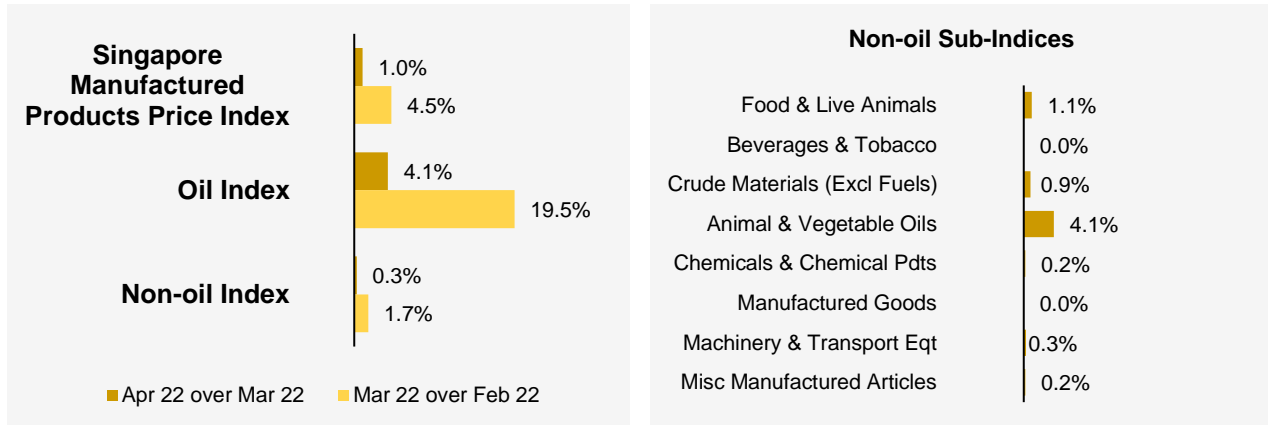 Singapore
Manufactured
Products Price Index
1.0%
4.5%
Oil Index
4.1%
19.5%
Non-oil Index
0.3%
1.7%
Apr 22 over Mar 22
Mar 22 over Feb 22
Non-oil Sub-Indices
Food & Live Animals 1.1%
Beverages & Tobacco 0.0%
Crude Materials (Excl Fuels) 0.9%
Animal & Vegetable Oils 4.1%
Chemicals & Chemical Pdts 0.2%
Manufactured Goods 0.0%
Machinery & Transport Eqt 0.3%
Misc Manufactured Articles 0.2%